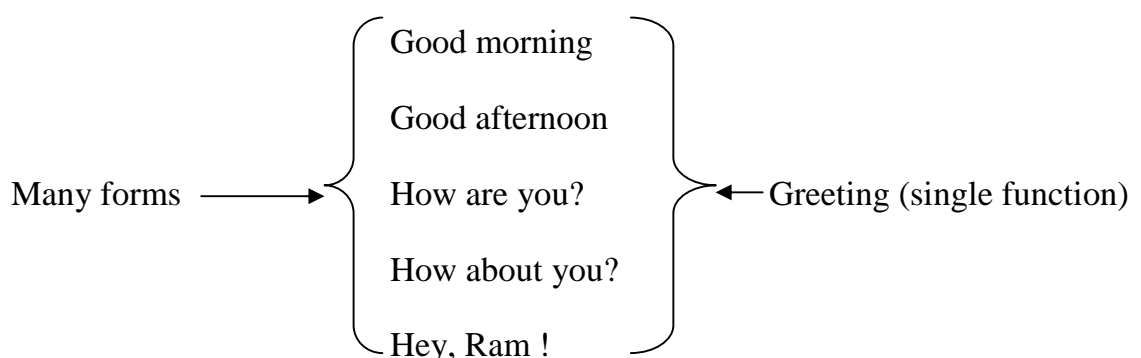 Good morning
Good afternoon
Many forms How are you? Greeting (single function)
How about you?
Hey, Ram !